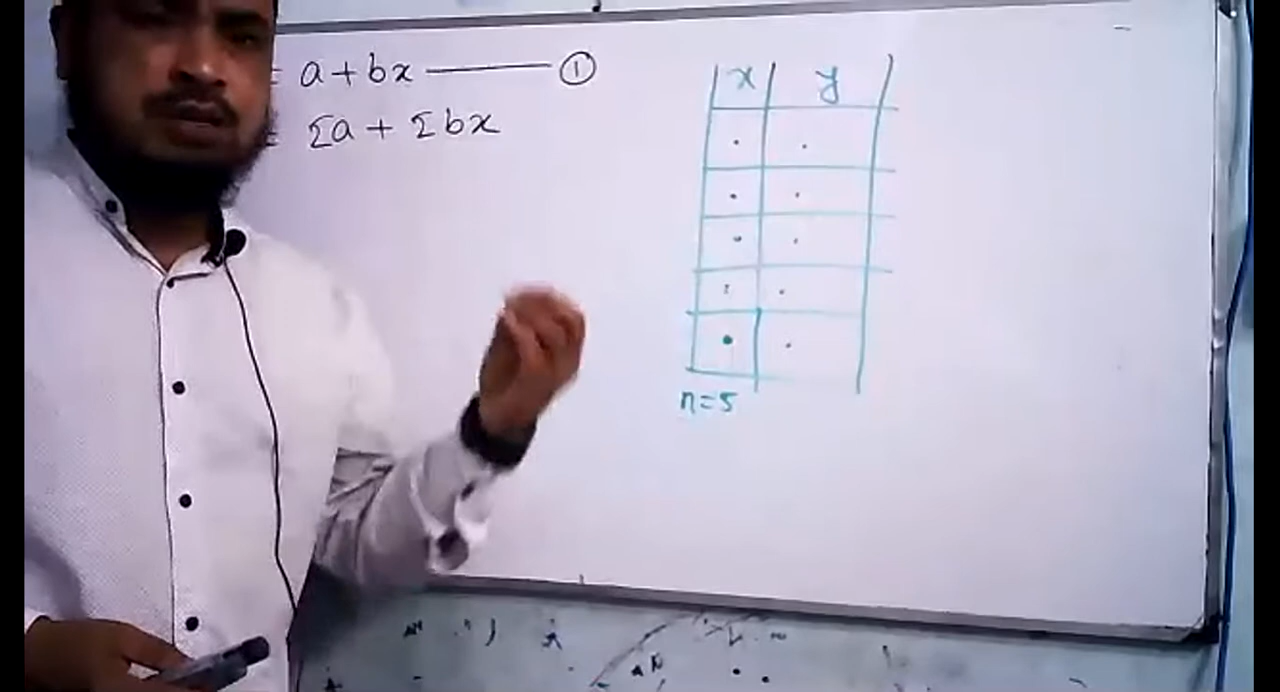 = a + bx ——— ①
= Σa + Σbx
x y
n=5